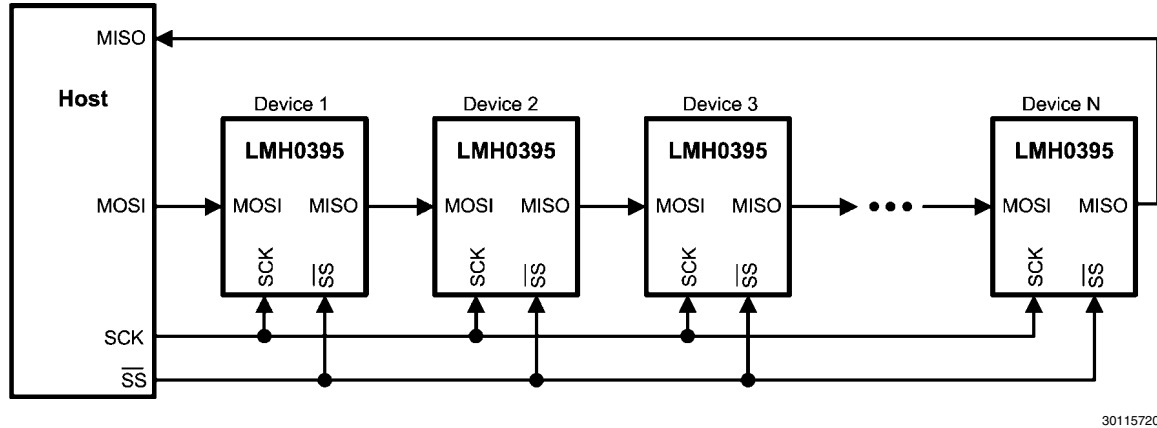 MISO
Host
Device 1 Device 2 Device 3 Device N
LMH0395 LMH0395 LMH0395 LMH0395
MOSI MOSI MISO MOSI MISO MOSI MISO MOSI MISO
SCK SS SCK SS SCK SS SCK SS
SCK
SS
30115720